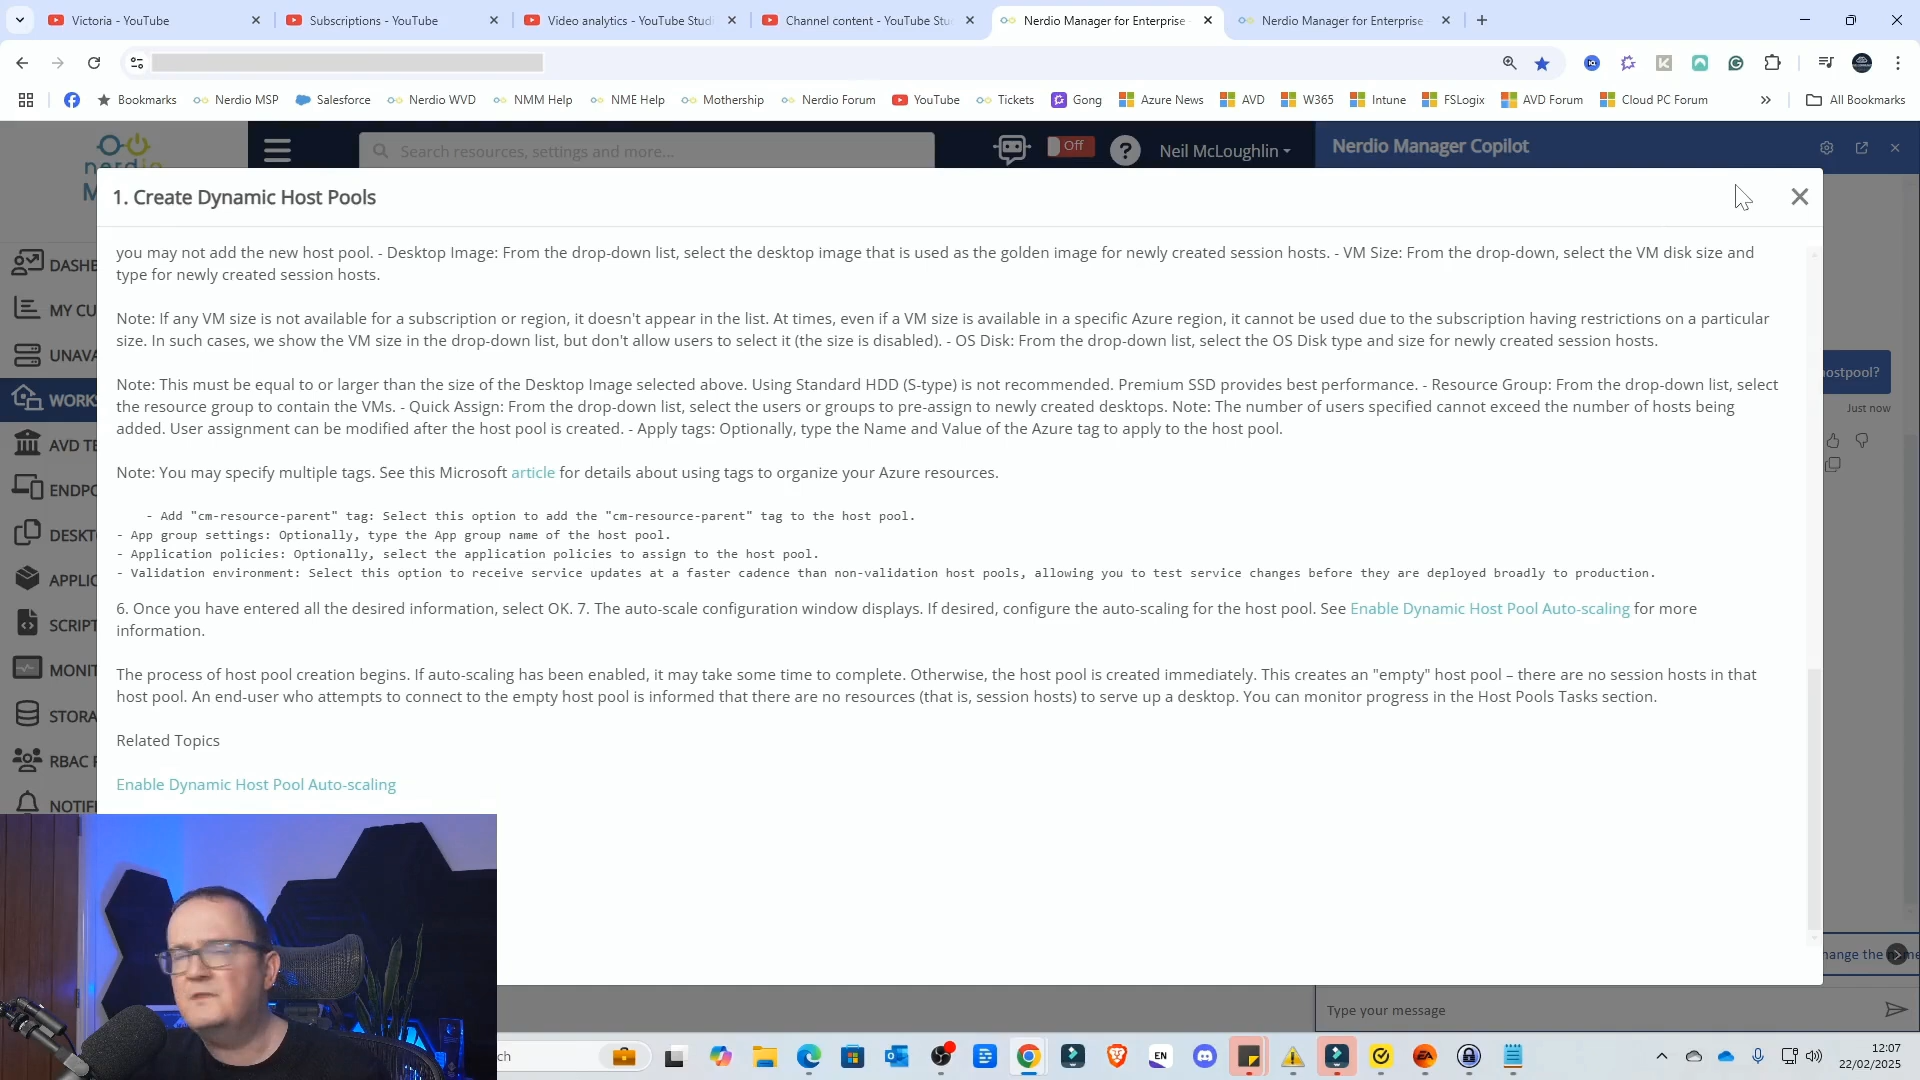 Victoria - YouTube
Subscriptions - YouTube
Video analytics - YouTube Studi
Channel content - YouTube Stu
Nerdio Manager for Enterprise
Nerdio Manager for Enterprise
Bookmarks
Nerdio MSP
Salesforce
Nerdio WVD
NMM Help
NME Help
Mothership
Nerdio Forum
YouTube
Tickets
Gong
Azure News
AVD
W365
Intune
FSLogix
AVD Forum
Cloud PC Forum
All Bookmarks
Search resources, settings and more...
Off
Neil McLoughlin
Nerdio Manager Copilot
1. Create Dynamic Host Pools
you may not add the new host pool. - Desktop Image: From the drop-down list, select the desktop image that is used as the golden image for newly created session hosts. - VM Size: From the drop-down, select the VM disk size and
type for newly created session hosts.
Note: If any VM size is not available for a subscription or region, it doesn't appear in the list. At times, even if a VM size is available in a specific Azure region, it cannot be used due to the subscription having restrictions on a particular
size. In such cases, we show the VM size in the drop-down list, but don't allow users to select it (the size is disabled). - OS Disk: From the drop-down list, select the OS Disk type and size for newly created session hosts.
Note: This must be equal to or larger than the size of the Desktop Image selected above. Using Standard HDD (S-type) is not recommended. Premium SSD provides best performance. - Resource Group: From the drop-down list, select
the resource group to contain the VMs. - Quick Assign: From the drop-down list, select the users or groups to pre-assign to newly created desktops. Note: The number of users specified cannot exceed the number of hosts being
added. User assignment can be modified after the host pool is created. - Apply tags: Optionally, type the Name and Value of the Azure tag to apply to the host pool.
Note: You may specify multiple tags. See this Microsoft article for details about using tags to organize your Azure resources.
- Add "cm-resource-parent" tag: Select this option to add the "cm-resource-parent" tag to the host pool.
- App group settings: Optionally, type the App group name of the host pool.
- Application policies: Optionally, select the application policies to assign to the host pool.
- Validation environment: Select this option to receive service updates at a faster cadence than non-validation host pools, allowing you to test service changes before they are deployed broadly to production.
6. Once you have entered all the desired information, select OK. 7. The auto-scale configuration window displays. If desired, configure the auto-scaling for the host pool. See Enable Dynamic Host Pool Auto-scaling for more
information.
The process of host pool creation begins. If auto-scaling has been enabled, it may take some time to complete. Otherwise, the host pool is created immediately. This creates an "empty" host pool – there are no session hosts in that
host pool. An end-user who attempts to connect to the empty host pool is informed that there are no resources (that is, session hosts) to serve up a desktop. You can monitor progress in the Host Pools Tasks section.
Related Topics
Enable Dynamic Host Pool Auto-scaling
DASHB
MY CU
UNAVA
WORKS
AVD TE
ENDPO
DESKT
APPLIC
SCRIPT
MONIT
STORA
RBAC R
NOTIFI
ostpool?
Just now
hange the
Type your message
ch
EN
EA
12:07
22/02/2025